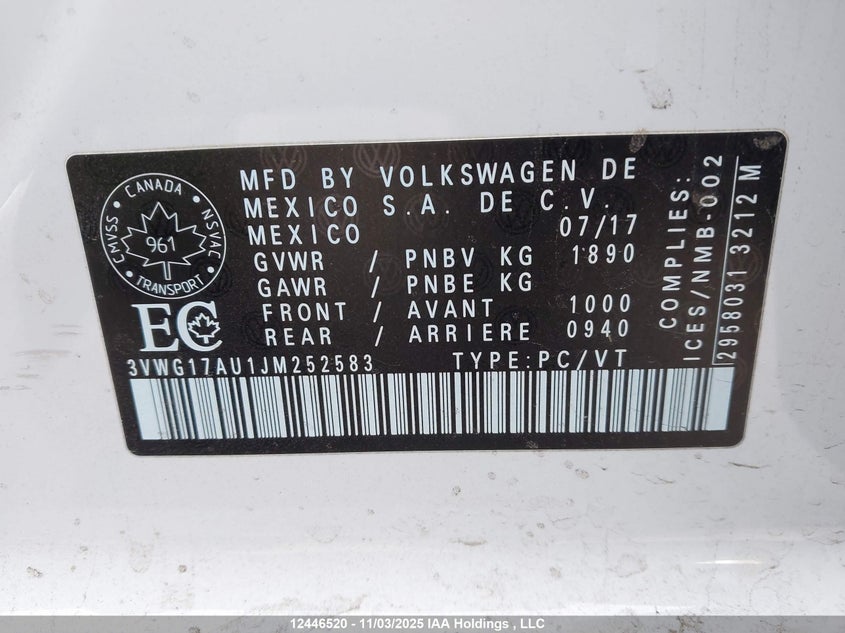 CANADA
CMVSS
NSVAC
961
TRANSPORT
EC
MFD BY VOLKSWAGEN DE
MEXICO S.A. DE C.V.
MEXICO 07/17
GVWR / PNBV KG 1890
GAWR / PNBE KG
FRONT / AVANT 1000
REAR / ARRIERE 0940
3VWG17AU1JM252583 TYPE:PC/VT
COMPLIES:
ICES/NMB-002
2958031 3212 M
12446520 - 11/03/2025 IAA Holdings , LLC